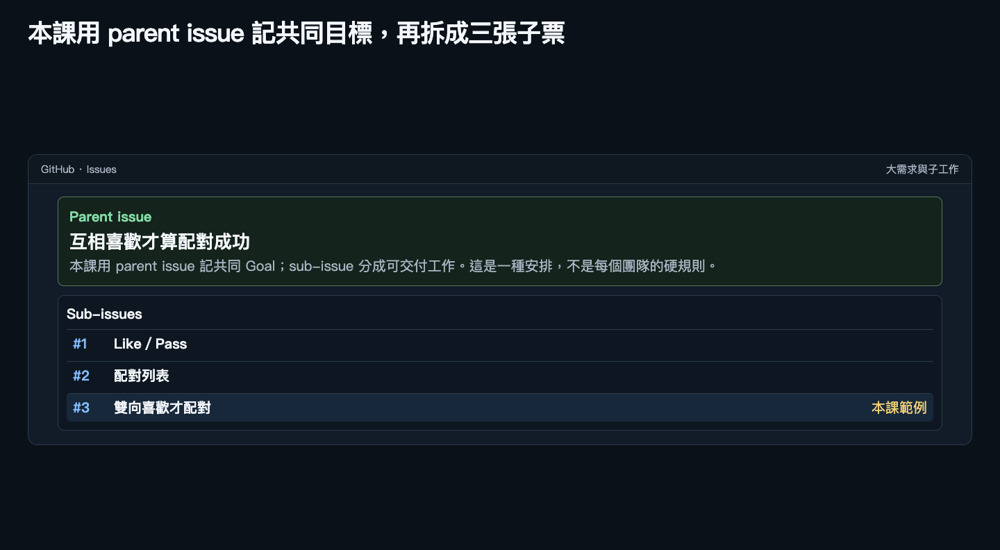 本課用 parent issue 記共同目標，再拆成三張子票
GitHub · Issues
大需求與子工作
Parent issue
互相喜歡才算配對成功
本課用 parent issue 記共同 Goal；sub-issue 分成可交付工作。這是一種安排，不是每個團隊的硬規則。
Sub-issues
#1 Like / Pass
#2 配對列表
#3 雙向喜歡才配對 本課範例